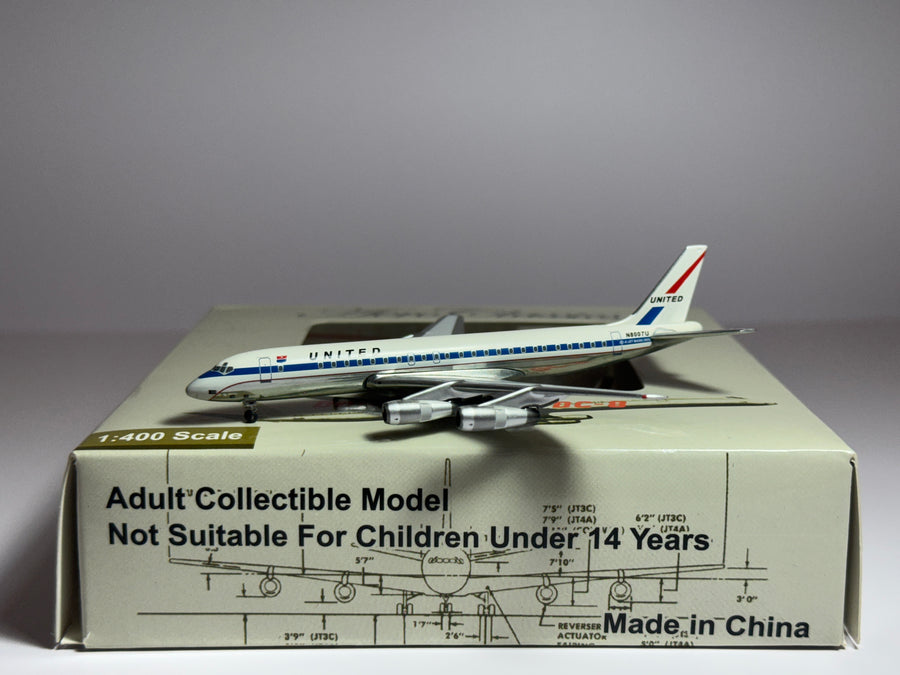 UNITED
N8007U
UNITED
1:400 Scale
Adult Collectible Model
Not Suitable For Children Under 14 Years
7'5" (JT3C)
7'9" (JT4A)
6'2" (JT3C)
5'7"
7'10"
3'0"
1'7"
2'6"
3'9" (JT3C)
REVERSER
ACTUATOR
Made in China